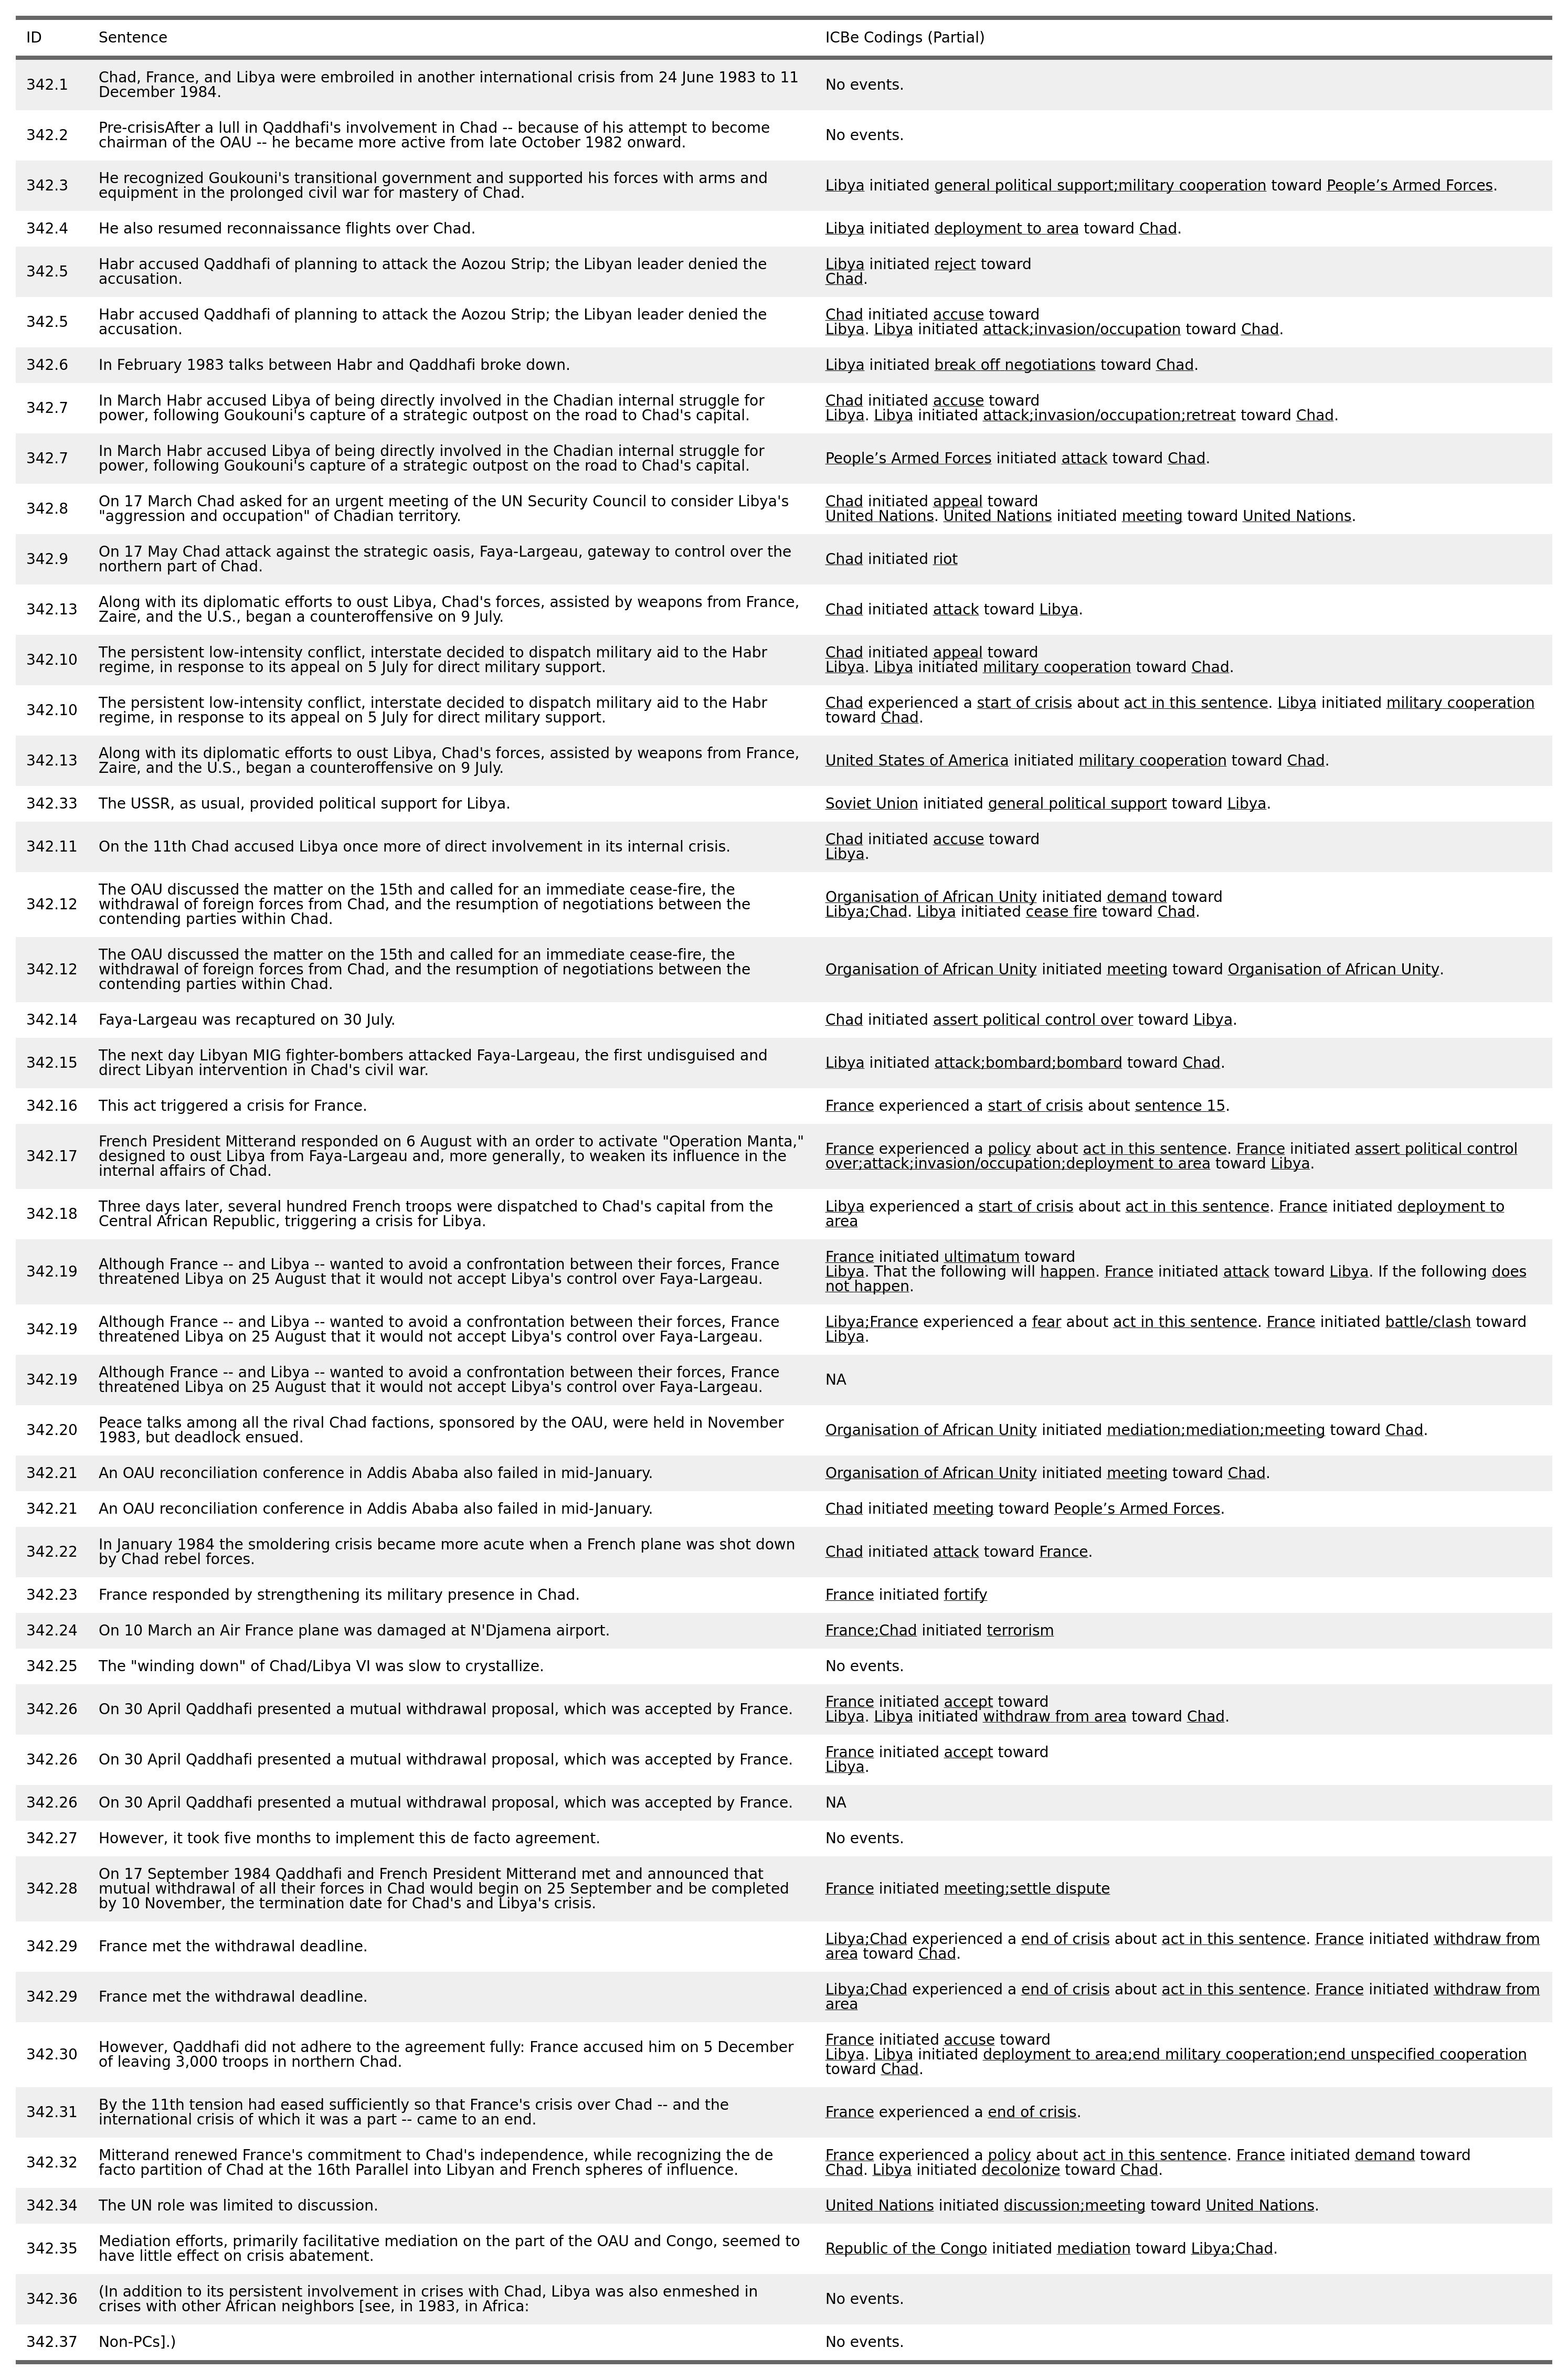 ID Sentence ICBe Codings (Partial)
342.1 Chad, France, and Libya were embroiled in another international crisis from 24 June 1983 to 11 No events.
December 1984.
342.2 Pre-crisisAfter a lull in Qaddhafi's involvement in Chad -- because of his attempt to become No events.
chairman of the OAU -- he became more active from late October 1982 onward.
342.3 He recognized Goukouni's transitional government and supported his forces with arms and Libya initiated general political support;military cooperation toward People’s Armed Forces.
equipment in the prolonged civil war for mastery of Chad.
342.4 He also resumed reconnaissance flights over Chad. Libya initiated deployment to area toward Chad.
342.5 Habr accused Qaddhafi of planning to attack the Aozou Strip; the Libyan leader denied the Libya initiated reject toward
accusation. Chad.
342.5 Habr accused Qaddhafi of planning to attack the Aozou Strip; the Libyan leader denied the Chad initiated accuse toward
accusation. Libya. Libya initiated attack;invasion/occupation toward Chad.
342.6 In February 1983 talks between Habr and Qaddhafi broke down. Libya initiated break off negotiations toward Chad.
342.7 In March Habr accused Libya of being directly involved in the Chadian internal struggle for Chad initiated accuse toward
power, following Goukouni's capture of a strategic outpost on the road to Chad's capital. Libya. Libya initiated attack;invasion/occupation;retreat toward Chad.
342.7 In March Habr accused Libya of being directly involved in the Chadian internal struggle for People’s Armed Forces initiated attack toward Chad.
power, following Goukouni's capture of a strategic outpost on the road to Chad's capital.
342.8 On 17 March Chad asked for an urgent meeting of the UN Security Council to consider Libya's Chad initiated appeal toward
"aggression and occupation" of Chadian territory. United Nations. United Nations initiated meeting toward United Nations.
342.9 On 17 May Chad attack against the strategic oasis, Faya-Largeau, gateway to control over the Chad initiated riot
northern part of Chad.
342.13 Along with its diplomatic efforts to oust Libya, Chad's forces, assisted by weapons from France, Chad initiated attack toward Libya.
Zaire, and the U.S., began a counteroffensive on 9 July.
342.10 The persistent low-intensity conflict, interstate decided to dispatch military aid to the Habr Chad initiated appeal toward
regime, in response to its appeal on 5 July for direct military support. Libya. Libya initiated military cooperation toward Chad.
342.10 The persistent low-intensity conflict, interstate decided to dispatch military aid to the Habr Chad experienced a start of crisis about act in this sentence. Libya initiated military cooperation
regime, in response to its appeal on 5 July for direct military support. toward Chad.
342.13 Along with its diplomatic efforts to oust Libya, Chad's forces, assisted by weapons from France, United States of America initiated military cooperation toward Chad.
Zaire, and the U.S., began a counteroffensive on 9 July.
342.33 The USSR, as usual, provided political support for Libya. Soviet Union initiated general political support toward Libya.
342.11 On the 11th Chad accused Libya once more of direct involvement in its internal crisis. Chad initiated accuse toward
Libya.
342.12 The OAU discussed the matter on the 15th and called for an immediate cease-fire, the Organisation of African Unity initiated demand toward
withdrawal of foreign forces from Chad, and the resumption of negotiations between the Libya;Chad. Libya initiated cease fire toward Chad.
contending parties within Chad.
342.12 The OAU discussed the matter on the 15th and called for an immediate cease-fire, the Organisation of African Unity initiated meeting toward Organisation of African Unity.
withdrawal of foreign forces from Chad, and the resumption of negotiations between the
contending parties within Chad.
342.14 Faya-Largeau was recaptured on 30 July. Chad initiated assert political control over toward Libya.
342.15 The next day Libyan MIG fighter-bombers attacked Faya-Largeau, the first undisguised and Libya initiated attack;bombard;bombard toward Chad.
direct Libyan intervention in Chad's civil war.
342.16 This act triggered a crisis for France. France experienced a start of crisis about sentence 15.
342.17 French President Mitterand responded on 6 August with an order to activate "Operation Manta," France experienced a policy about act in this sentence. France initiated assert political control
designed to oust Libya from Faya-Largeau and, more generally, to weaken its influence in the over;attack;invasion/occupation;deployment to area toward Libya.
internal affairs of Chad.
342.18 Three days later, several hundred French troops were dispatched to Chad's capital from the Libya experienced a start of crisis about act in this sentence. France initiated deployment to
Central African Republic, triggering a crisis for Libya. area
342.19 Although France -- and Libya -- wanted to avoid a confrontation between their forces, France France initiated ultimatum toward
threatened Libya on 25 August that it would not accept Libya's control over Faya-Largeau. Libya. That the following will happen. France initiated attack toward Libya. If the following does
not happen.
342.19 Although France -- and Libya -- wanted to avoid a confrontation between their forces, France Libya;France experienced a fear about act in this sentence. France initiated battle/clash toward
threatened Libya on 25 August that it would not accept Libya's control over Faya-Largeau. Libya.
342.19 Although France -- and Libya -- wanted to avoid a confrontation between their forces, France NA
threatened Libya on 25 August that it would not accept Libya's control over Faya-Largeau.
342.20 Peace talks among all the rival Chad factions, sponsored by the OAU, were held in November Organisation of African Unity initiated mediation;mediation;meeting toward Chad.
1983, but deadlock ensued.
342.21 An OAU reconciliation conference in Addis Ababa also failed in mid-January. Organisation of African Unity initiated meeting toward Chad.
342.21 An OAU reconciliation conference in Addis Ababa also failed in mid-January. Chad initiated meeting toward People’s Armed Forces.
342.22 In January 1984 the smoldering crisis became more acute when a French plane was shot down Chad initiated attack toward France.
by Chad rebel forces.
342.23 France responded by strengthening its military presence in Chad. France initiated fortify
342.24 On 10 March an Air France plane was damaged at N'Djamena airport. France;Chad initiated terrorism
342.25 The "winding down" of Chad/Libya VI was slow to crystallize. No events.
342.26 On 30 April Qaddhafi presented a mutual withdrawal proposal, which was accepted by France. France initiated accept toward
Libya. Libya initiated withdraw from area toward Chad.
342.26 On 30 April Qaddhafi presented a mutual withdrawal proposal, which was accepted by France. France initiated accept toward
Libya.
342.26 On 30 April Qaddhafi presented a mutual withdrawal proposal, which was accepted by France. NA
342.27 However, it took five months to implement this de facto agreement. No events.
342.28 On 17 September 1984 Qaddhafi and French President Mitterand met and announced that France initiated meeting;settle dispute
mutual withdrawal of all their forces in Chad would begin on 25 September and be completed
by 10 November, the termination date for Chad's and Libya's crisis.
342.29 France met the withdrawal deadline. Libya;Chad experienced a end of crisis about act in this sentence. France initiated withdraw from
area toward Chad.
342.29 France met the withdrawal deadline. Libya;Chad experienced a end of crisis about act in this sentence. France initiated withdraw from
area
342.30 However, Qaddhafi did not adhere to the agreement fully: France accused him on 5 December France initiated accuse toward
of leaving 3,000 troops in northern Chad. Libya. Libya initiated deployment to area;end military cooperation;end unspecified cooperation
toward Chad.
342.31 By the 11th tension had eased sufficiently so that France's crisis over Chad -- and the France experienced a end of crisis.
international crisis of which it was a part -- came to an end.
342.32 Mitterand renewed France's commitment to Chad's independence, while recognizing the de France experienced a policy about act in this sentence. France initiated demand toward
facto partition of Chad at the 16th Parallel into Libyan and French spheres of influence. Chad. Libya initiated decolonize toward Chad.
342.34 The UN role was limited to discussion. United Nations initiated discussion;meeting toward United Nations.
342.35 Mediation efforts, primarily facilitative mediation on the part of the OAU and Congo, seemed to Republic of the Congo initiated mediation toward Libya;Chad.
have little effect on crisis abatement.
342.36 (In addition to its persistent involvement in crises with Chad, Libya was also enmeshed in No events.
crises with other African neighbors [see, in 1983, in Africa:
342.37 Non-PCs].) No events.